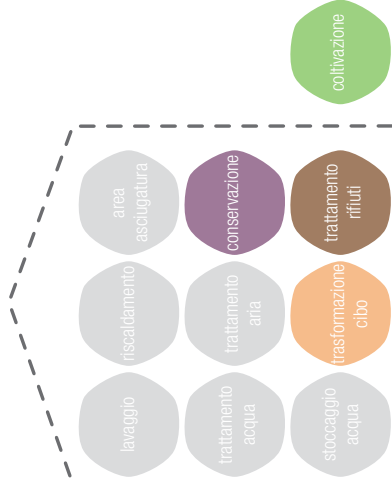 lavaggio
riscaldamento
area
asciugatura
trattamento
acqua
trattamento
aria
conservazione
stoccaggio
acqua
trasformazione
cibo
trattamento
rifiuti
coltivazione